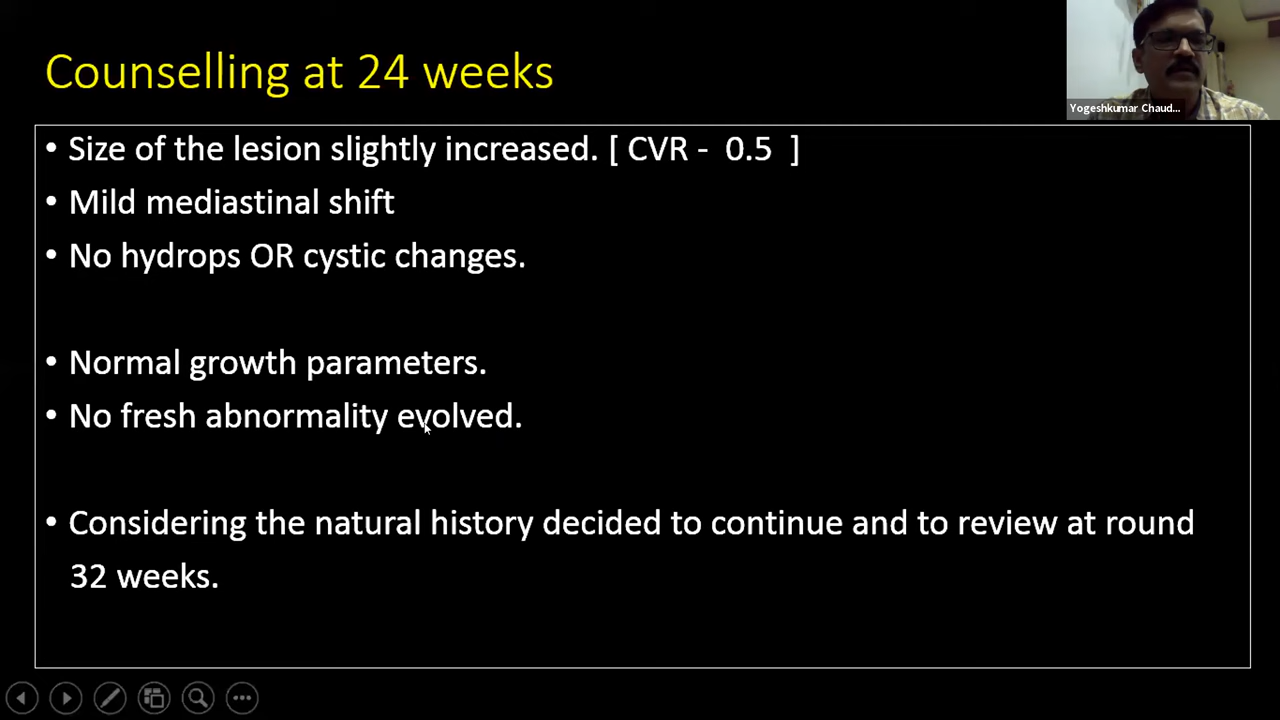 Counselling at 24 weeks
Yogeshkumar Chaud...
• Size of the lesion slightly increased. [ CVR - 0.5 ]
• Mild mediastinal shift
• No hydrops OR cystic changes.
• Normal growth parameters.
• No fresh abnormality evolved.
• Considering the natural history decided to continue and to review at round
32 weeks.